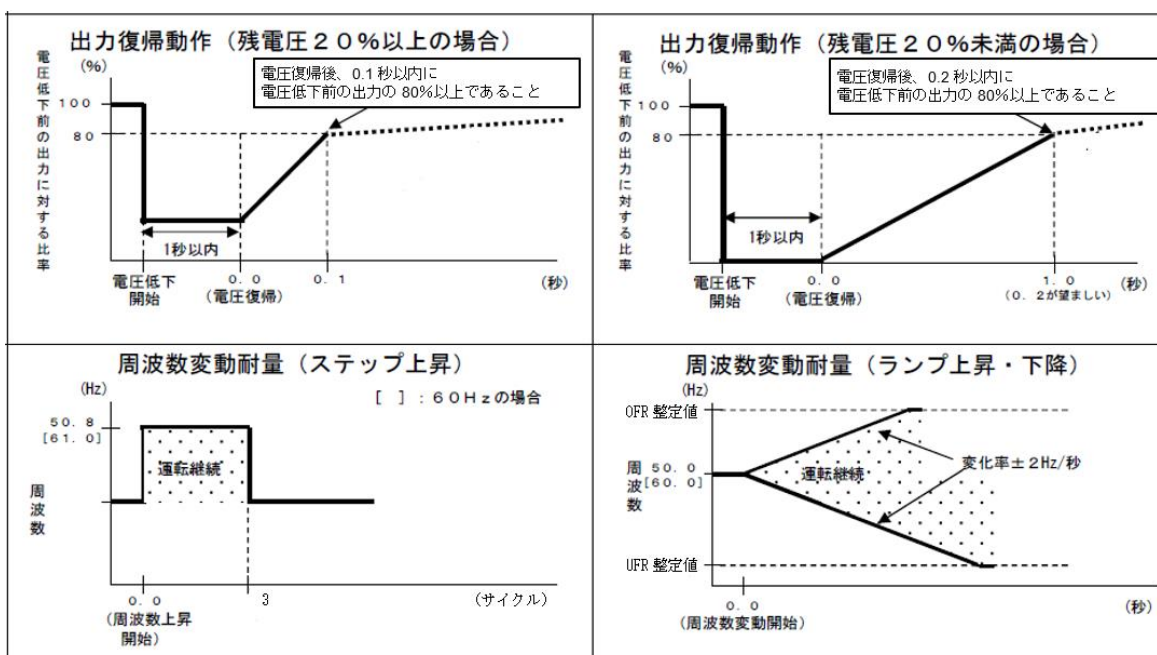 出力復帰動作（残電圧２０％以上の場合）
電圧低下前の出力に対する比率
(%)
電圧復帰後、0.1 秒以内に
電圧低下前の出力の 80%以上であること
１００
８０
1秒以内
電圧低下
開始
０．０
（電圧復帰）
０．１
（秒）
出力復帰動作（残電圧２０％未満の場合）
電圧低下前の出力に対する比率
(%)
電圧復帰後、0.2 秒以内に
電圧低下前の出力の 80%以上であること
１００
８０
1秒以内
電圧低下
開始
０．０
（電圧復帰）
１．０
（０．２が望ましい）
（秒）
周波数変動耐量（ステップ上昇）
(Hz)
［　］：６０Ｈｚの場合
５０．８
[６１．０]
運転継続
周波数
０．０
（周波数上昇
開始）
3
（サイクル）
周波数変動耐量（ランプ上昇・下降）
(Hz)
OFR 整定値
周波数
５０．０
[６０．０]
運転継続
変化率±２Hz/秒
UFR 整定値
０．０
（周波数変動開始）
（秒）